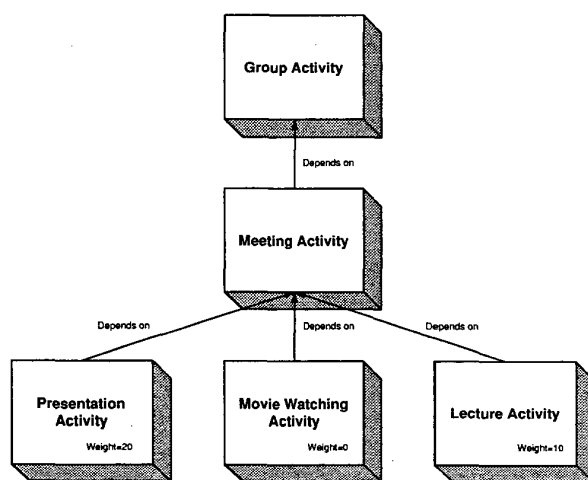 Group Activity
Depends on
Meeting Activity
Depends on
Depends on
Depends on
Presentation
Activity
Weight=20
Movie Watching
Activity
Weight=0
Lecture Activity
Weight=10